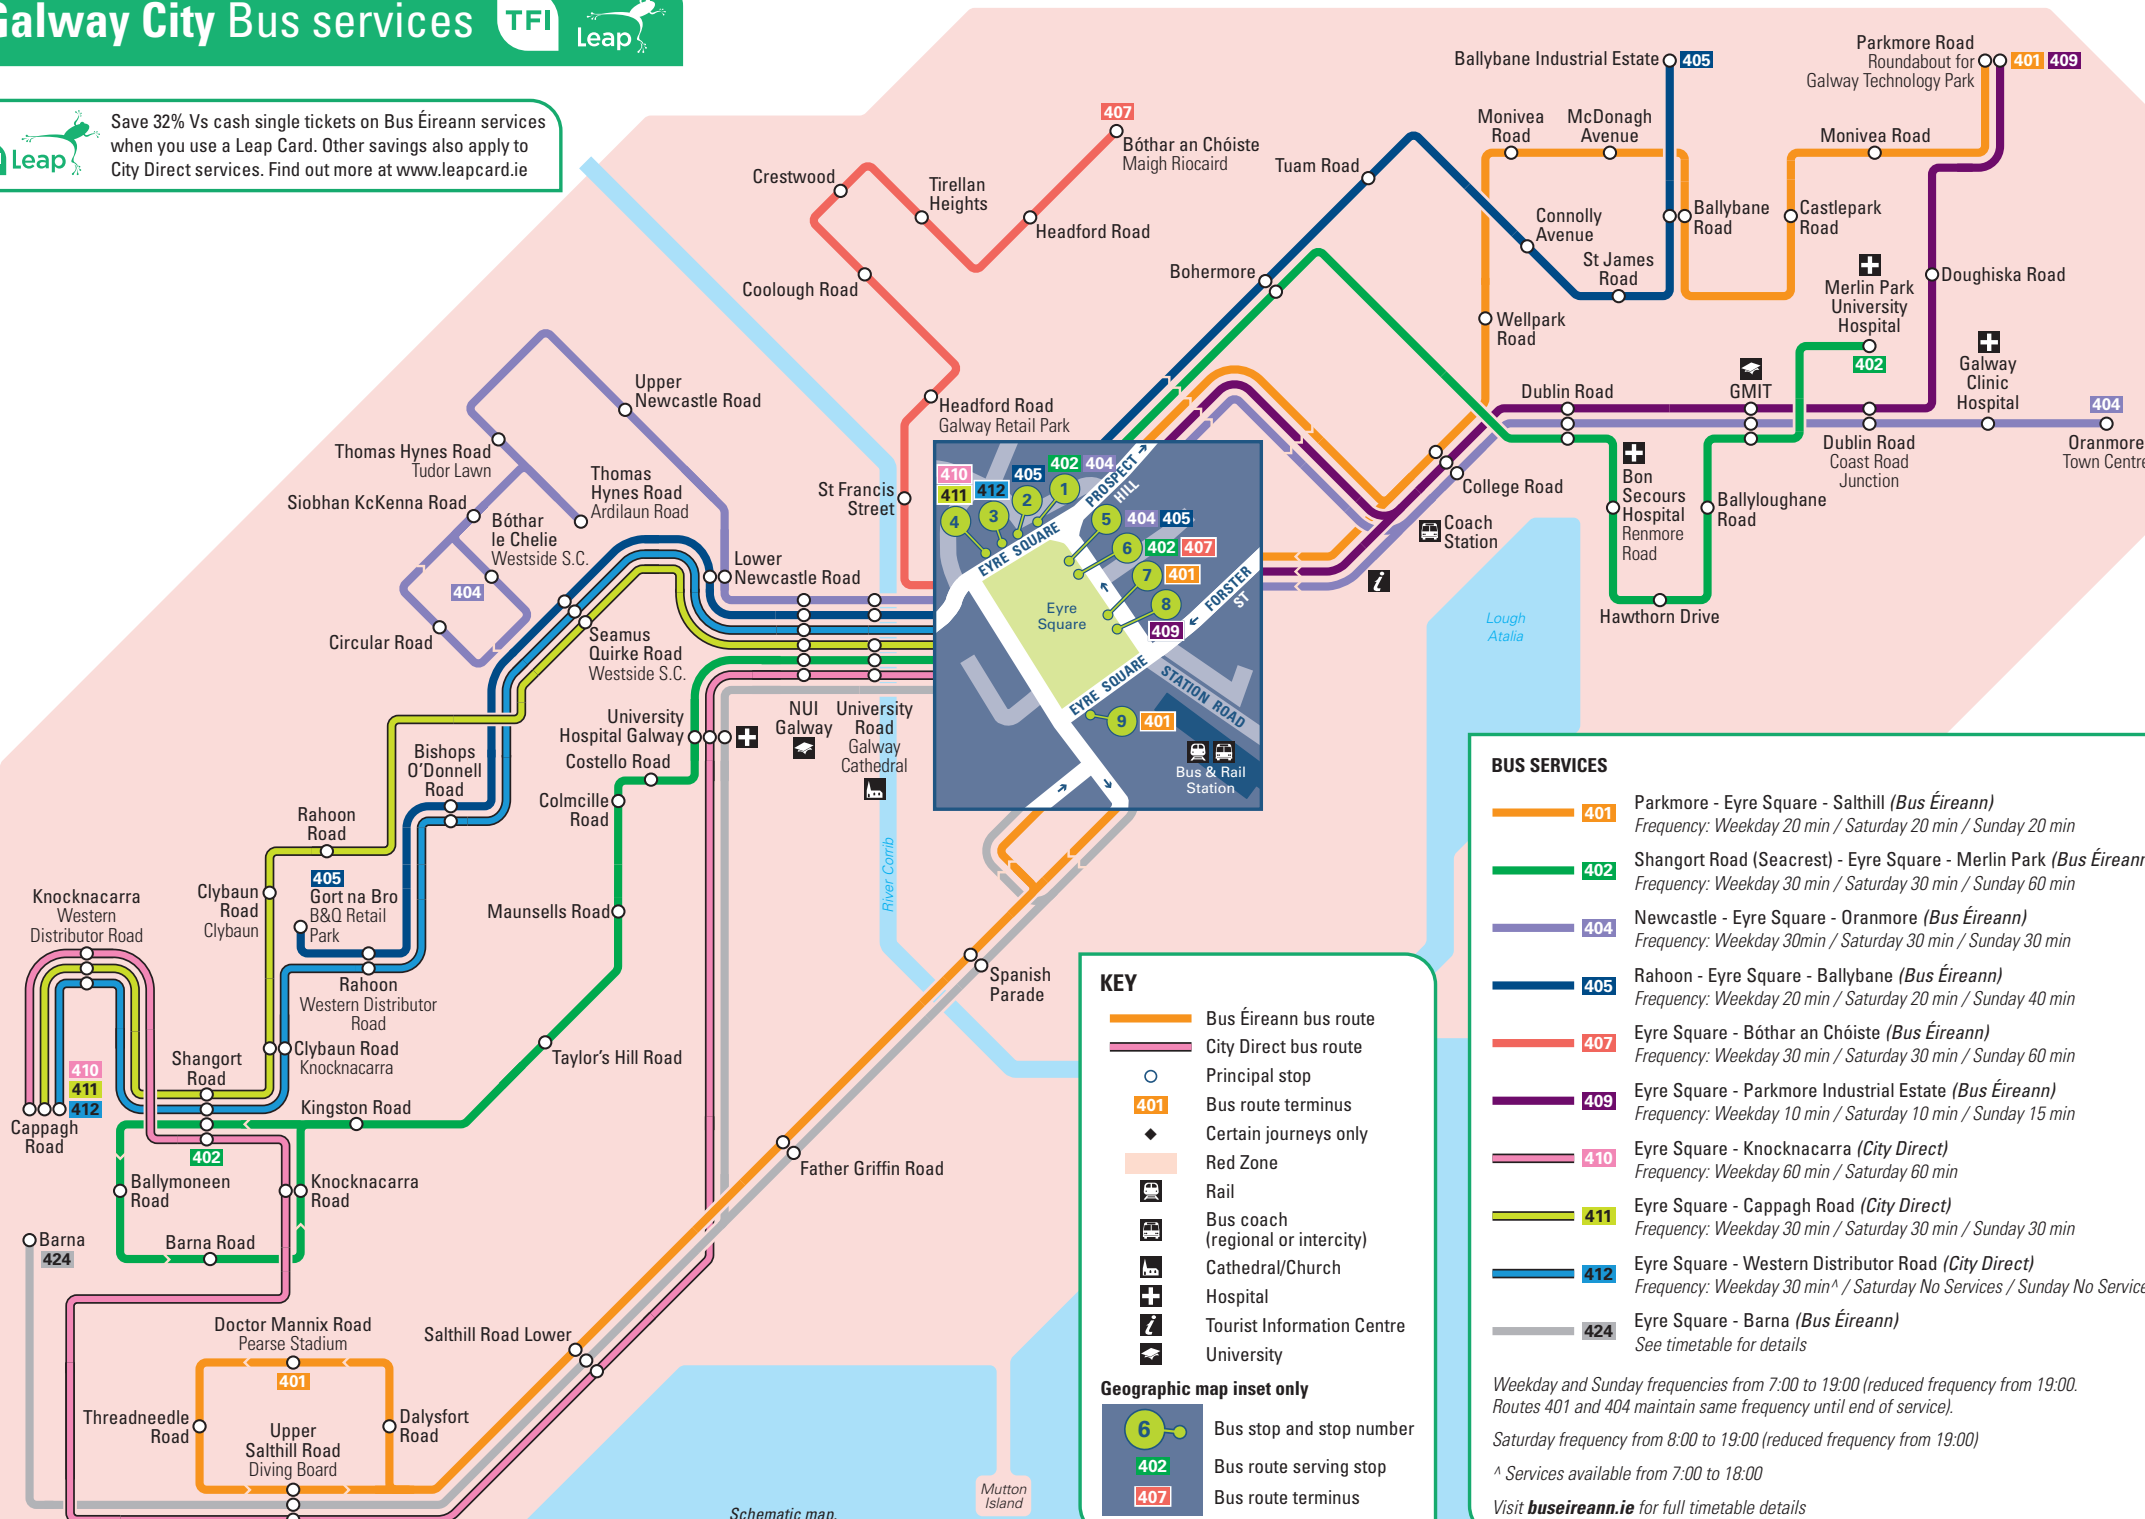 Galway City Bus services
TFI
Leap
Leap
Save 32% Vs cash single tickets on Bus Éireann services
when you use a Leap Card. Other savings also apply to
City Direct services. Find out more at www.leapcard.ie
407
Bóthar an Chóiste
Maigh Riocaird
Crestwood
Tirellan
Heights
Headford Road
Coolough Road
Headford Road
Galway Retail Park
St Francis
Street
Ballybane Industrial Estate
405
Parkmore Road
Roundabout for
Galway Technology Park
401 409
Monivea
Road
McDonagh
Avenue
Monivea Road
Tuam Road
Connolly
Avenue
St James
Road
Ballybane
Road
Castlepark
Road
Bohermore
Merlin Park
University
Hospital
402
Doughiska Road
Wellpark
Road
Galway
Clinic
Hospital
Dublin Road
GMIT
404
Oranmore
Town Centre
Dublin Road
Coast Road
Junction
College Road
Coach
Station
Bon
Secours
Hospital
Renmore
Road
Ballyloughane
Road
Hawthorn Drive
Lough
Atalia
Upper
Newcastle Road
Thomas Hynes Road
Tudor Lawn
Thomas
Hynes Road
Ardilaun Road
Siobhan KcKenna Road
Bóthar
le Chelie
Westside S.C.
404
Circular Road
Lower
Newcastle Road
Seamus
Quirke Road
Westside S.C.
University
Hospital Galway
NUI
Galway
University
Road
Galway
Cathedral
Costello Road
Colmcille
Road
Maunsells Road
Taylor's Hill Road
River Corrib
410
411 412 405 402 404
4
3
2
1
PROSPECT
HILL
EYRE SQUARE
5 404 405
6 402 407
7 401
8
409
FORSTER
ST
Eyre
Square
EYRE SQUARE
STATION ROAD
9 401
Bus & Rail
Station
Bishops
O'Donnell
Road
Rahoon
Road
405
Gort na Bro
B&Q Retail
Park
Clybaun
Road
Clybaun
Rahoon
Western Distributor
Road
Knocknacarra
Western
Distributor Road
410
411
412
Cappagh
Road
Shangort
Road
Clybaun Road
Knocknacarra
Kingston Road
402
Ballymoneen
Road
Knocknacarra
Road
Barna Road
Barna
424
Spanish
Parade
Father Griffin Road
Salthill Road Lower
Doctor Mannix Road
Pearse Stadium
401
Threadneedle
Road
Dalysfort
Road
Upper
Salthill Road
Diving Board
Schematic map.
Mutton
Island
KEY
Bus Éireann bus route
City Direct bus route
Principal stop
401 Bus route terminus
Certain journeys only
Red Zone
Rail
Bus coach
(regional or intercity)
Cathedral/Church
Hospital
Tourist Information Centre
University
Geographic map inset only
6 Bus stop and stop number
402 Bus route serving stop
407 Bus route terminus
BUS SERVICES
401 Parkmore - Eyre Square - Salthill (Bus Éireann)
Frequency: Weekday 20 min / Saturday 20 min / Sunday 20 min
402 Shangort Road (Seacrest) - Eyre Square - Merlin Park (Bus Éireann
Frequency: Weekday 30 min / Saturday 30 min / Sunday 60 min
404 Newcastle - Eyre Square - Oranmore (Bus Éireann)
Frequency: Weekday 30min / Saturday 30 min / Sunday 30 min
405 Rahoon - Eyre Square - Ballybane (Bus Éireann)
Frequency: Weekday 20 min / Saturday 20 min / Sunday 40 min
407 Eyre Square - Bóthar an Chóiste (Bus Éireann)
Frequency: Weekday 30 min / Saturday 30 min / Sunday 60 min
409 Eyre Square - Parkmore Industrial Estate (Bus Éireann)
Frequency: Weekday 10 min / Saturday 10 min / Sunday 15 min
410 Eyre Square - Knocknacarra (City Direct)
Frequency: Weekday 60 min / Saturday 60 min
411 Eyre Square - Cappagh Road (City Direct)
Frequency: Weekday 30 min / Saturday 30 min / Sunday 30 min
412 Eyre Square - Western Distributor Road (City Direct)
Frequency: Weekday 30 min^ / Saturday No Services / Sunday No Service
424 Eyre Square - Barna (Bus Éireann)
See timetable for details
Weekday and Sunday frequencies from 7:00 to 19:00 (reduced frequency from 19:00.
Routes 401 and 404 maintain same frequency until end of service).
Saturday frequency from 8:00 to 19:00 (reduced frequency from 19:00)
^ Services available from 7:00 to 18:00
Visit buseireann.ie for full timetable details